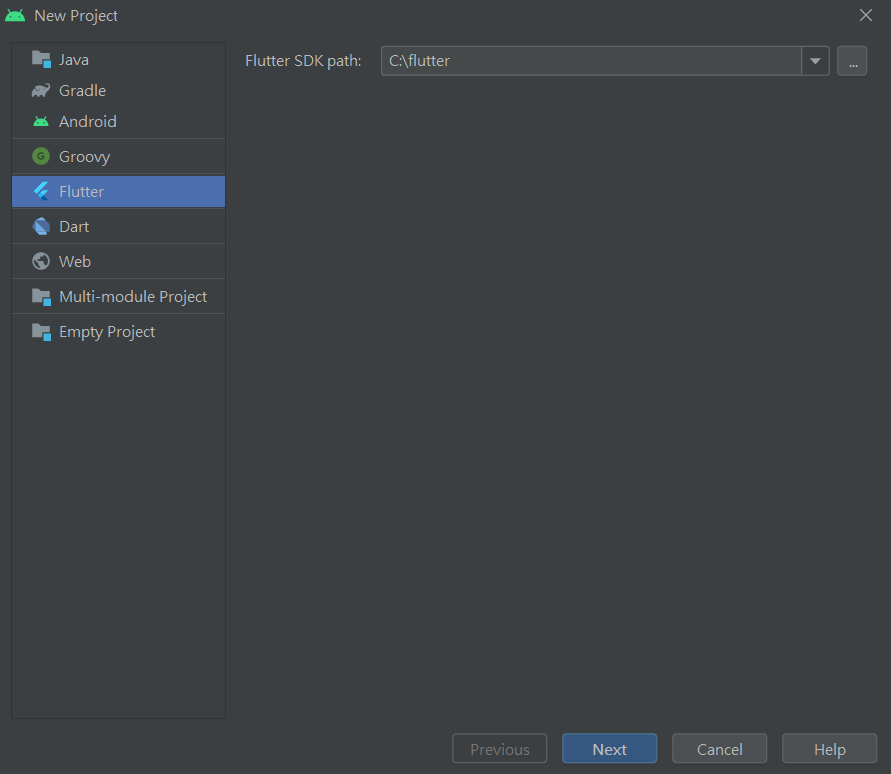 New Project
Java
Gradle
Android
G
Groovy
Flutter
Dart
Web
Multi-module Project
Empty Project
Flutter SDK path:
C:\flutter
...
Previous
Next
Cancel
Help